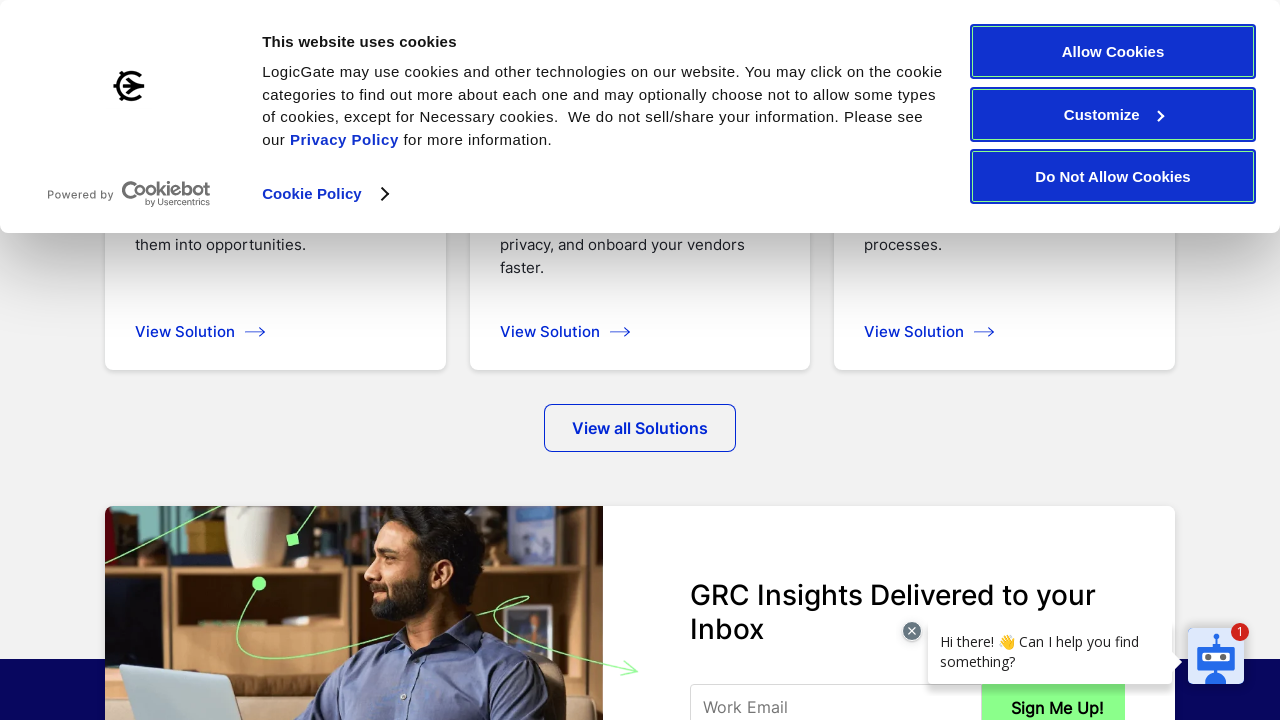 This website uses cookies
LogicGate may use cookies and other technologies on our website. You may click on the cookie
categories to find out more about each one and may optionally choose not to allow some types
of cookies, except for Necessary cookies.  We do not sell/share your information. Please see
our Privacy Policy for more information.
Cookie Policy
Powered by Cookiebot
by Usercentrics
Allow Cookies
Customize
Do Not Allow Cookies
them into opportunities.
View Solution
privacy, and onboard your vendors
faster.
View Solution
processes.
View Solution
View all Solutions
GRC Insights Delivered to your
Inbox
Work Email
Sign Me Up!
Hi there! 👋 Can I help you find
something?
1